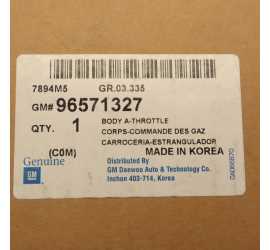 7894M5 GR.03.335
GM# 96571327
QTY. 1
BODY A-THROTTLE
CORPS-COMMANDE DES GAZ
CARROCERIA-ESTRANGULADOR
(C0M) MADE IN KOREA
Genuine
GM
Distributed By
GM Daewoo Auto & Technology Co.
Inchon 403-714, Korea